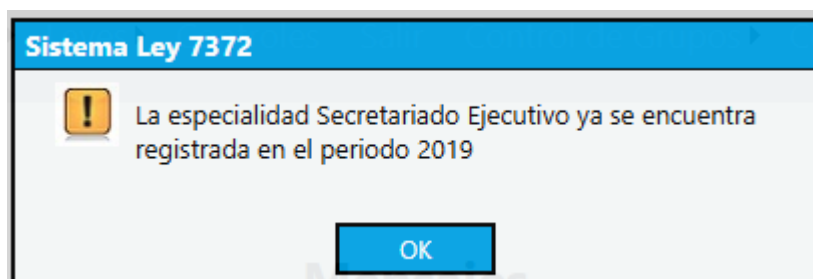 Sistema Ley 7372
La especialidad Secretariado Ejecutivo ya se encuentra
registrada en el periodo 2019
OK